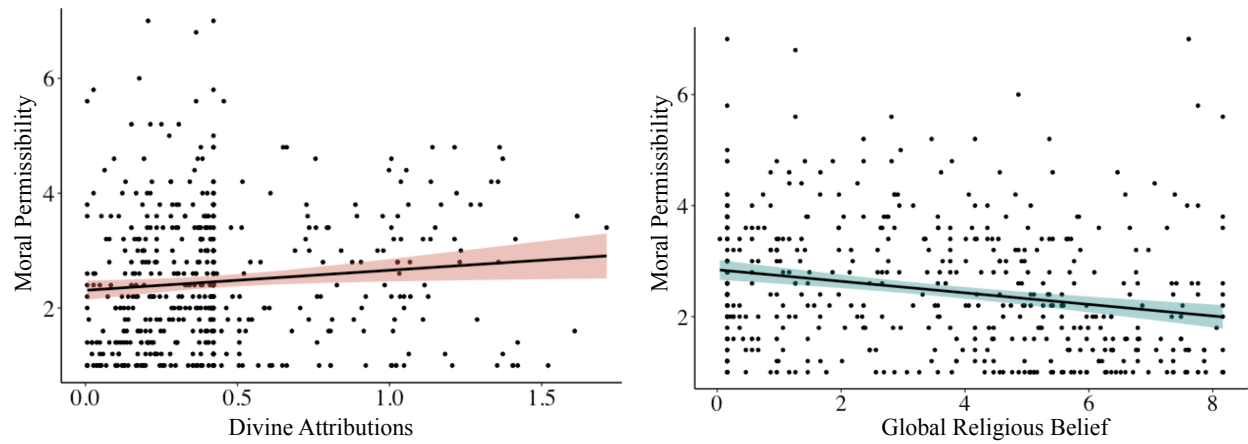 Moral Permissibility
6
4
2
0.0 0.5 1.0 1.5
Divine Attributions
Moral Permissibility
6
4
2
0 2 4 6 8
Global Religious Belief